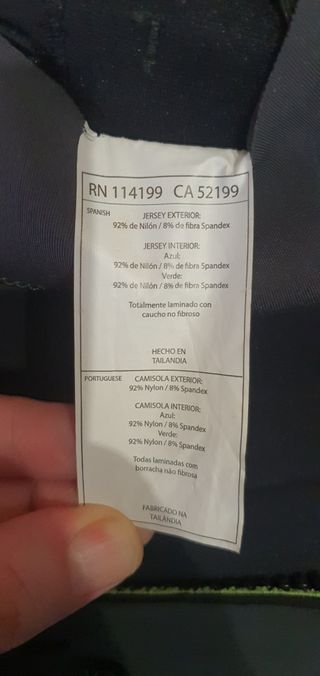 RN 114199 CA 52199
SPANISH
JERSEY EXTERIOR:
92% de Nilón / 8% de fibra Spandex
JERSEY INTERIOR:
Azul:
92% de Nilón / 8% de fibra Spandex
Verde:
92% de Nilón / 8% de fibra Spandex
Totalmente laminado con
caucho no fibroso
HECHO EN
TAILANDIA
PORTUGUESE
CAMISOLA EXTERIOR:
92% Nylon / 8% Spandex
CAMISOLA INTERIOR:
Azul:
92% Nylon / 8% Spandex
Verde:
92% Nylon / 8% Spandex
Todas laminadas com
borracha não fibrosa
FABRICADO NA
TAILÂNDIA